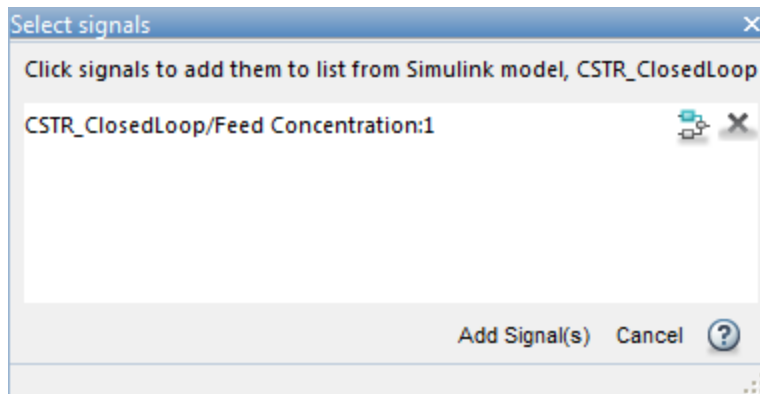 Select signals
Click signals to add them to list from Simulink model, CSTR_ClosedLoop
CSTR_ClosedLoop/Feed Concentration:1
Add Signal(s) Cancel ?